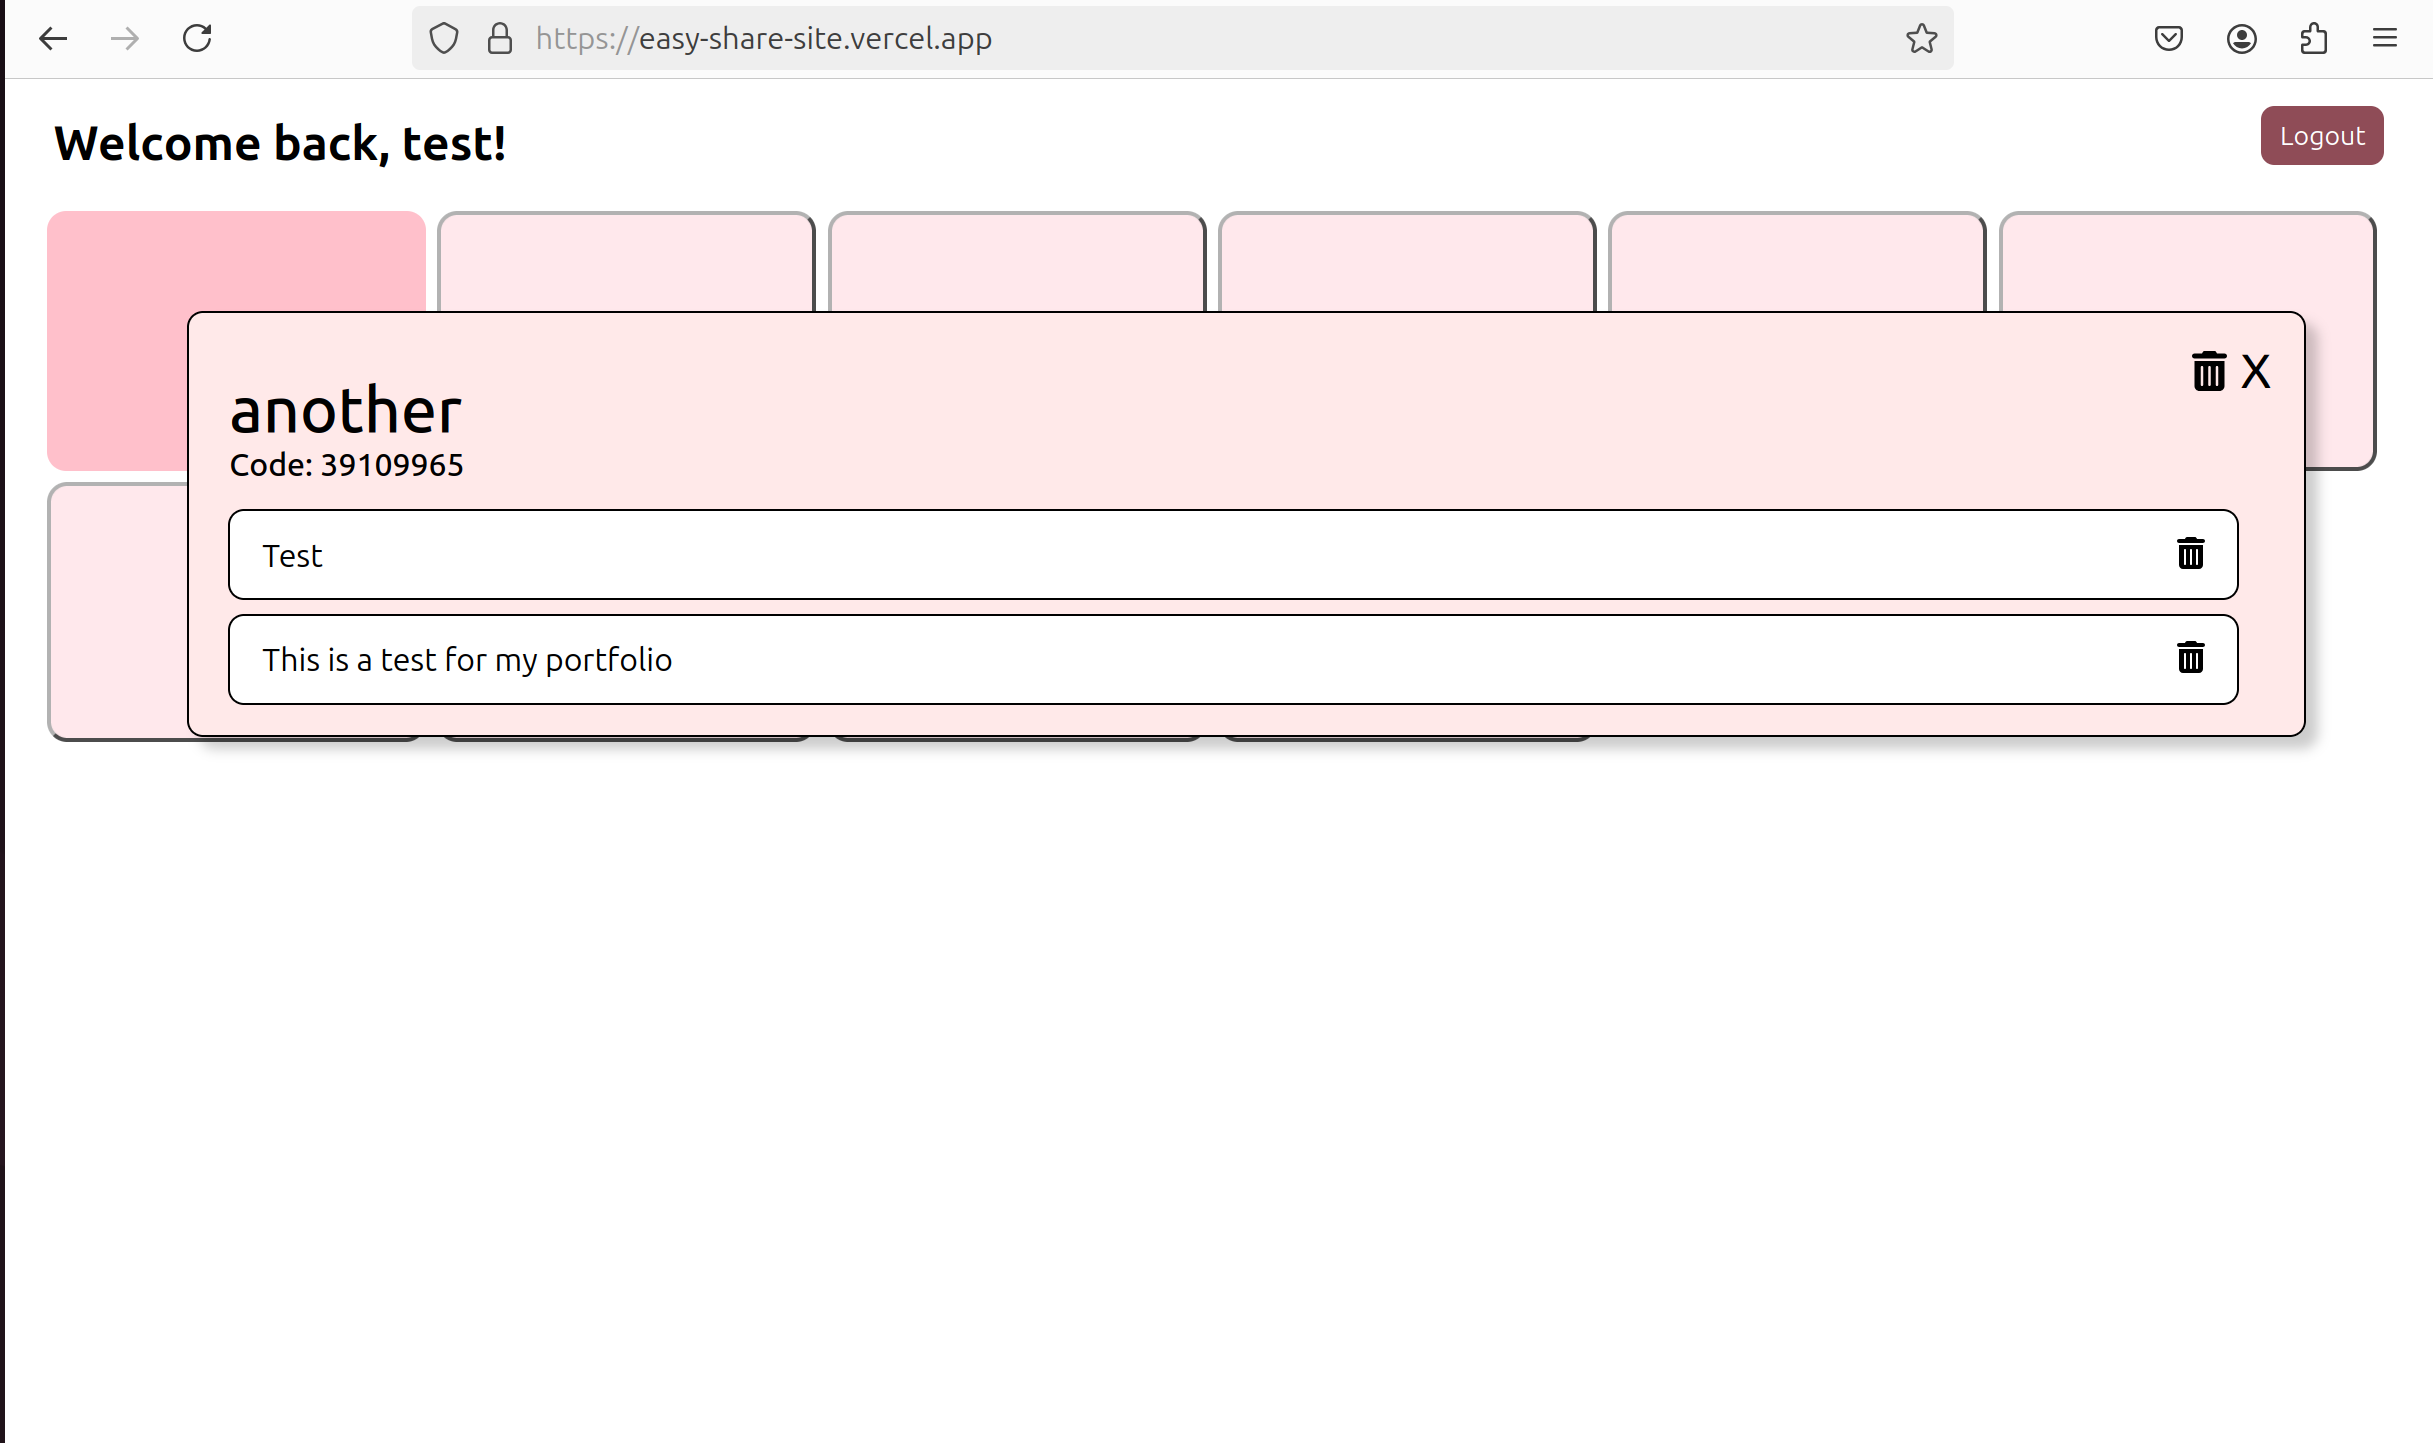 https://easy-share-site.vercel.app
Welcome back, test!
Logout
X
another
Code: 39109965
Test
This is a test for my portfolio